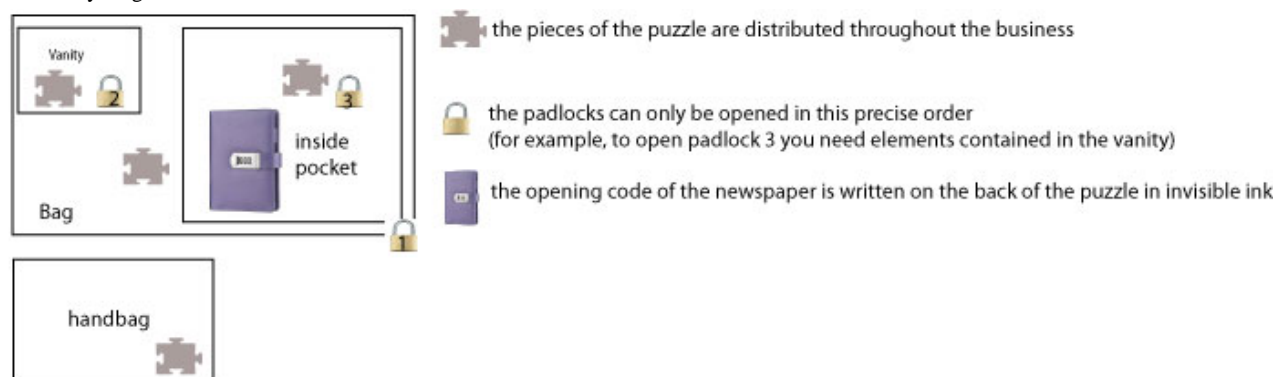 Vanity
2
3
inside
pocket
Bag
1
handbag
the pieces of the puzzle are distributed throughout the business
the padlocks can only be opened in this precise order
(for example, to open padlock 3 you need elements contained in the vanity)
the opening code of the newspaper is written on the back of the puzzle in invisible ink